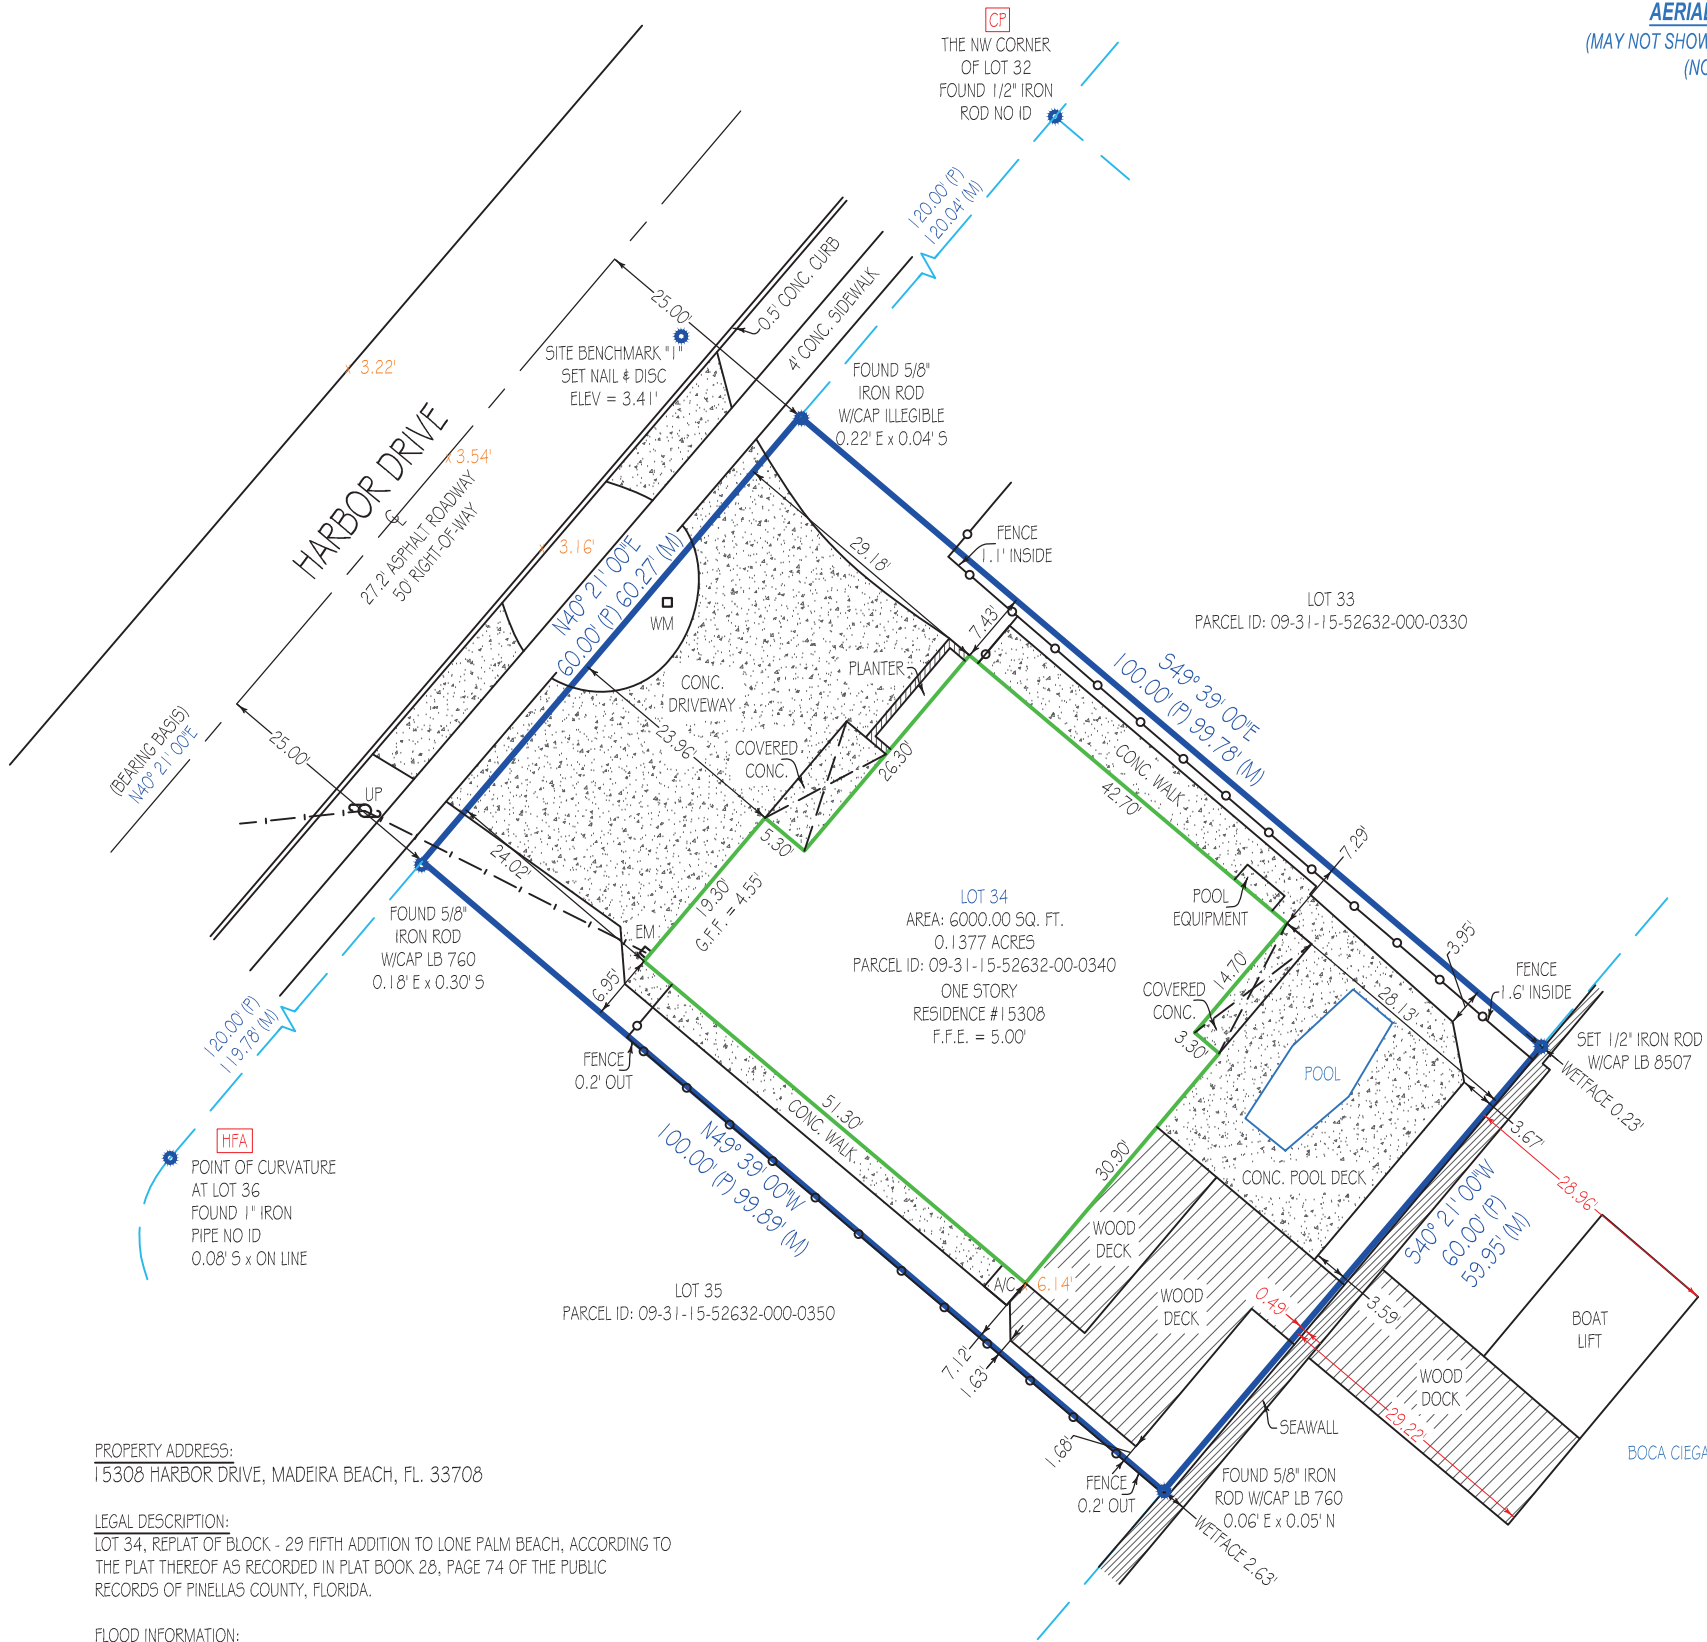 AERIAL
(MAY NOT SHOW
(NO
CP
THE NW CORNER
OF LOT 32
FOUND 1/2" IRON
ROD NO ID
120.00' (P)
120.04' (M)
0.5' CONC. CURB
4' CONC. SIDEWALK
25.00'
SITE BENCHMARK "1"
SET NAIL & DISC
ELEV = 3.41'
x 3.22'
FOUND 5/8"
IRON ROD
W/CAP ILLEGIBLE
0.22' E x 0.04' S
HARBOR DRIVE
x 3.54'
27.2' ASPHALT ROADWAY
50' RIGHT-OF-WAY
x 3.16'
N40° 21' 00"E
60.00' (P) 60.27' (M)
WM
29.18'
FENCE
1.1' INSIDE
7.43'
LOT 33
PARCEL ID: 09-31-15-52632-000-0330
S49° 39' 00"E
100.00' (P) 99.78' (M)
PLANTER
CONC.
DRIVEWAY
23.96'
COVERED
CONC.
26.30'
CONC. WALK
42.70'
(BEARING BASIS)
N40° 21' 00"E
25.00'
UP
24.02'
5.30'
19.30'
G.F.F. = 4.55'
EM
7.29'
POOL
EQUIPMENT
LOT 34
AREA: 6000.00 SQ. FT.
0.1377 ACRES
PARCEL ID: 09-31-15-52632-00-0340
ONE STORY
RESIDENCE #15308
F.F.E. = 5.00'
FOUND 5/8"
IRON ROD
W/CAP LB 760
0.18' E x 0.30' S
6.95'
3.95'
14.70'
COVERED
CONC.
28.13'
3.30'
FENCE
1.6' INSIDE
SET 1/2" IRON ROD
W/CAP LB 8507
WETFACE 0.23'
POOL
120.00' (P)
119.78' (M)
FENCE
0.2' OUT
51.30'
CONC. WALK
N49° 39' 00"W
100.00' (P) 99.89' (M)
HFA
POINT OF CURVATURE
AT LOT 36
FOUND 1" IRON
PIPE NO ID
0.08' S x ON LINE
30.90'
CONC. POOL DECK
3.67'
28.96'
S40° 21' 00"W
60.00' (P)
59.95' (M)
WOOD
DECK
A/C
x 6.14'
WOOD
DECK
0.49'
3.59'
BOAT
LIFT
LOT 35
PARCEL ID: 09-31-15-52632-000-0350
7.12'
1.63'
WOOD
DOCK
29.22'
SEAWALL
BOCA CIEGA
1.68'
FENCE
0.2' OUT
FOUND 5/8" IRON
ROD W/CAP LB 760
0.06' E x 0.05' N
WETFACE 2.63'
PROPERTY ADDRESS:
15308 HARBOR DRIVE, MADEIRA BEACH, FL. 33708
LEGAL DESCRIPTION:
LOT 34, REPLAT OF BLOCK - 29 FIFTH ADDITION TO LONE PALM BEACH, ACCORDING TO
THE PLAT THEREOF AS RECORDED IN PLAT BOOK 28, PAGE 74 OF THE PUBLIC
RECORDS OF PINELLAS COUNTY, FLORIDA.
FLOOD INFORMATION: